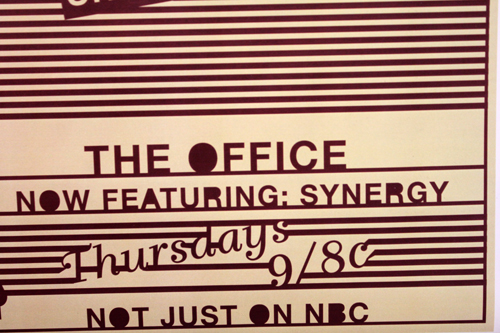 THE OFFICE
NOW FEATURING: SYNERGY
Thursdays
9/8c
NOT JUST ON NBC